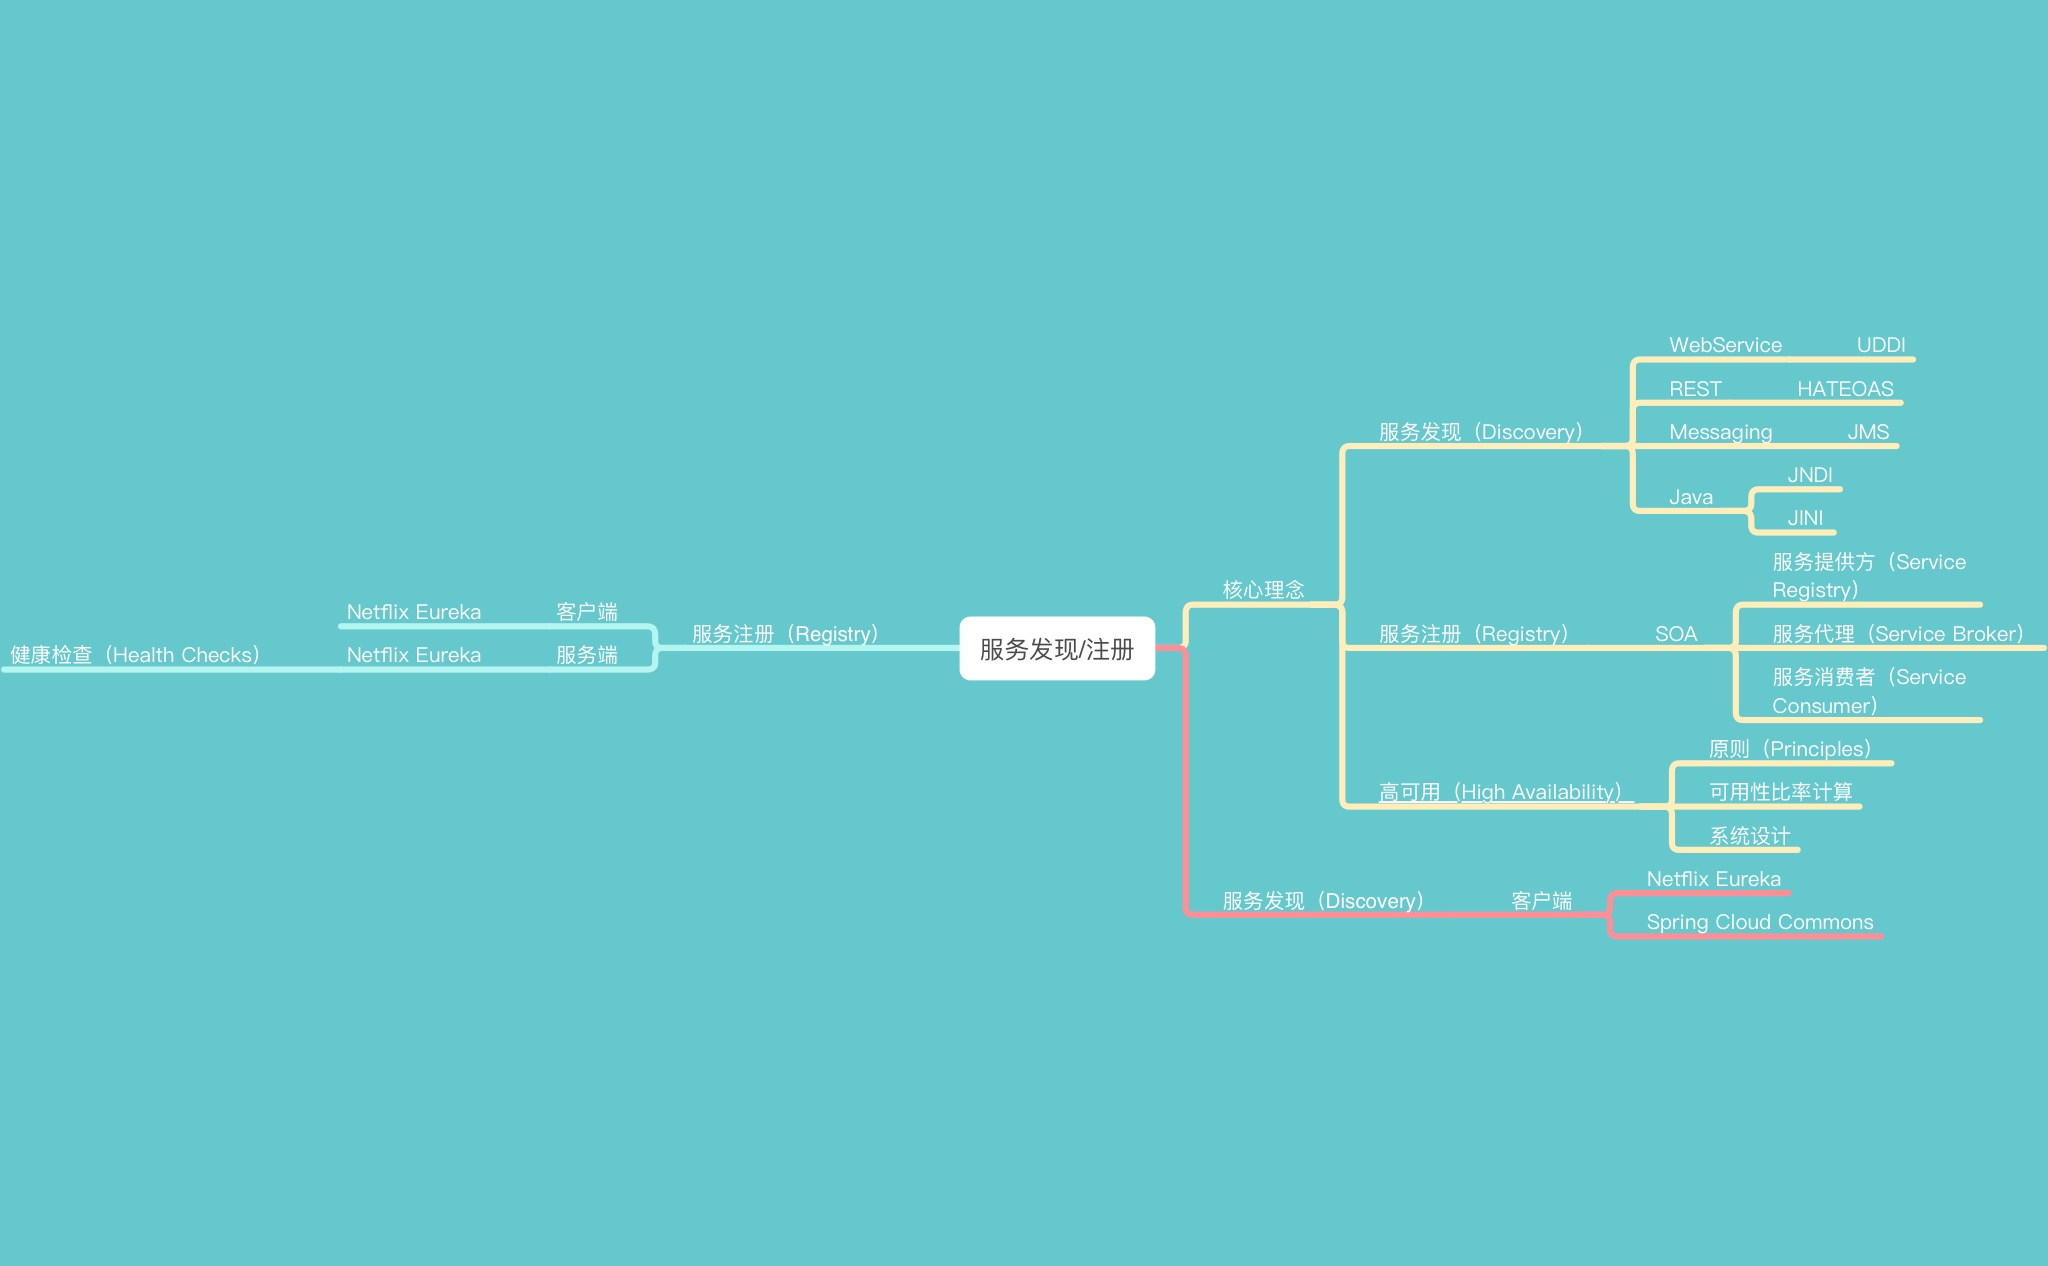 服务发现/注册
核心理念
服务发现（Discovery）
WebService
UDDI
REST
HATEOAS
Messaging
JMS
Java
JNDI
JINI
服务注册（Registry）
SOA
服务提供方（Service
Registry）
服务代理（Service Broker）
服务消费者（Service
Consumer）
高可用（High Availability）
原则（Principles）
可用性比率计算
系统设计
服务发现（Discovery）
客户端
Netflix Eureka
Spring Cloud Commons
服务注册（Registry）
客户端
Netflix Eureka
服务端
Netflix Eureka
健康检查（Health Checks）